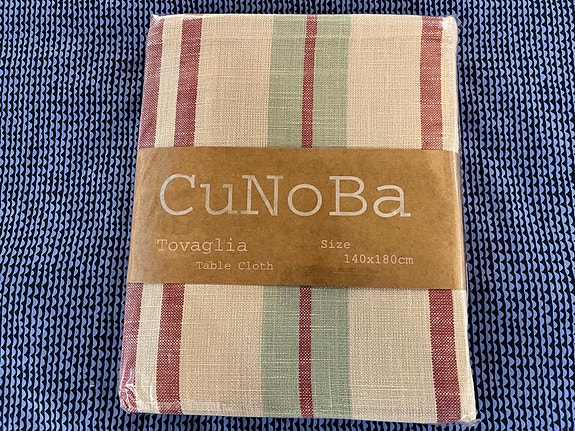 CuNoBa
Tovaglia
Table Cloth
Size
140x180cm